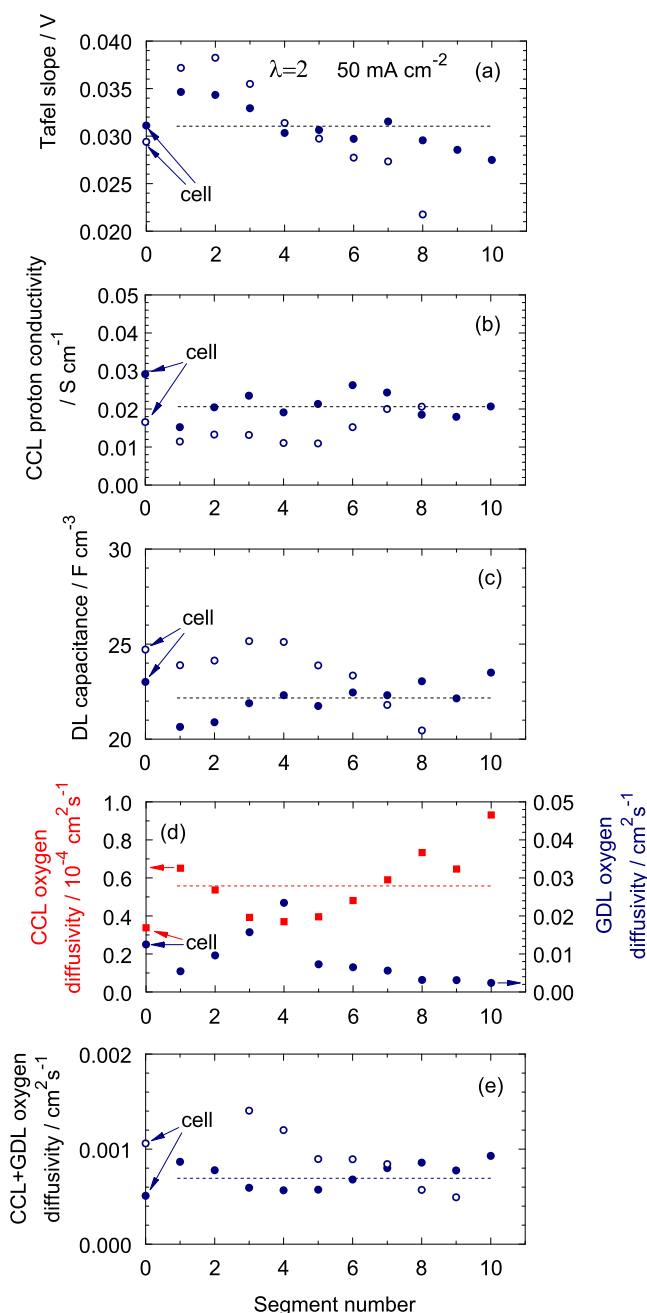 Tafel slope / V
0.040
0.035
0.030
0.025
0.020
λ=2 50 mA cm-2 (a)
cell
0 2 4 6 8 10
CCL proton conductivity
/ S cm-1
0.05
0.04
0.03
0.02
0.01
0.00
(b)
cell
0 2 4 6 8 10
DL capacitance / F cm-3
30
25
20
(c)
cell
0 2 4 6 8 10
CCL oxygen
diffusivity / 10-4 cm2s-1
1.0
0.8
0.6
0.4
0.2
0.0
(d)
cell
0.05
0.04
0.03
0.02
0.01
0.00
GDL oxygen
diffusivity / cm2s-1
0 2 4 6 8 10
CCL+GDL oxygen
diffusivity / cm2s-1
0.002
0.001
0.000
(e)
cell
0 2 4 6 8 10
Segment number